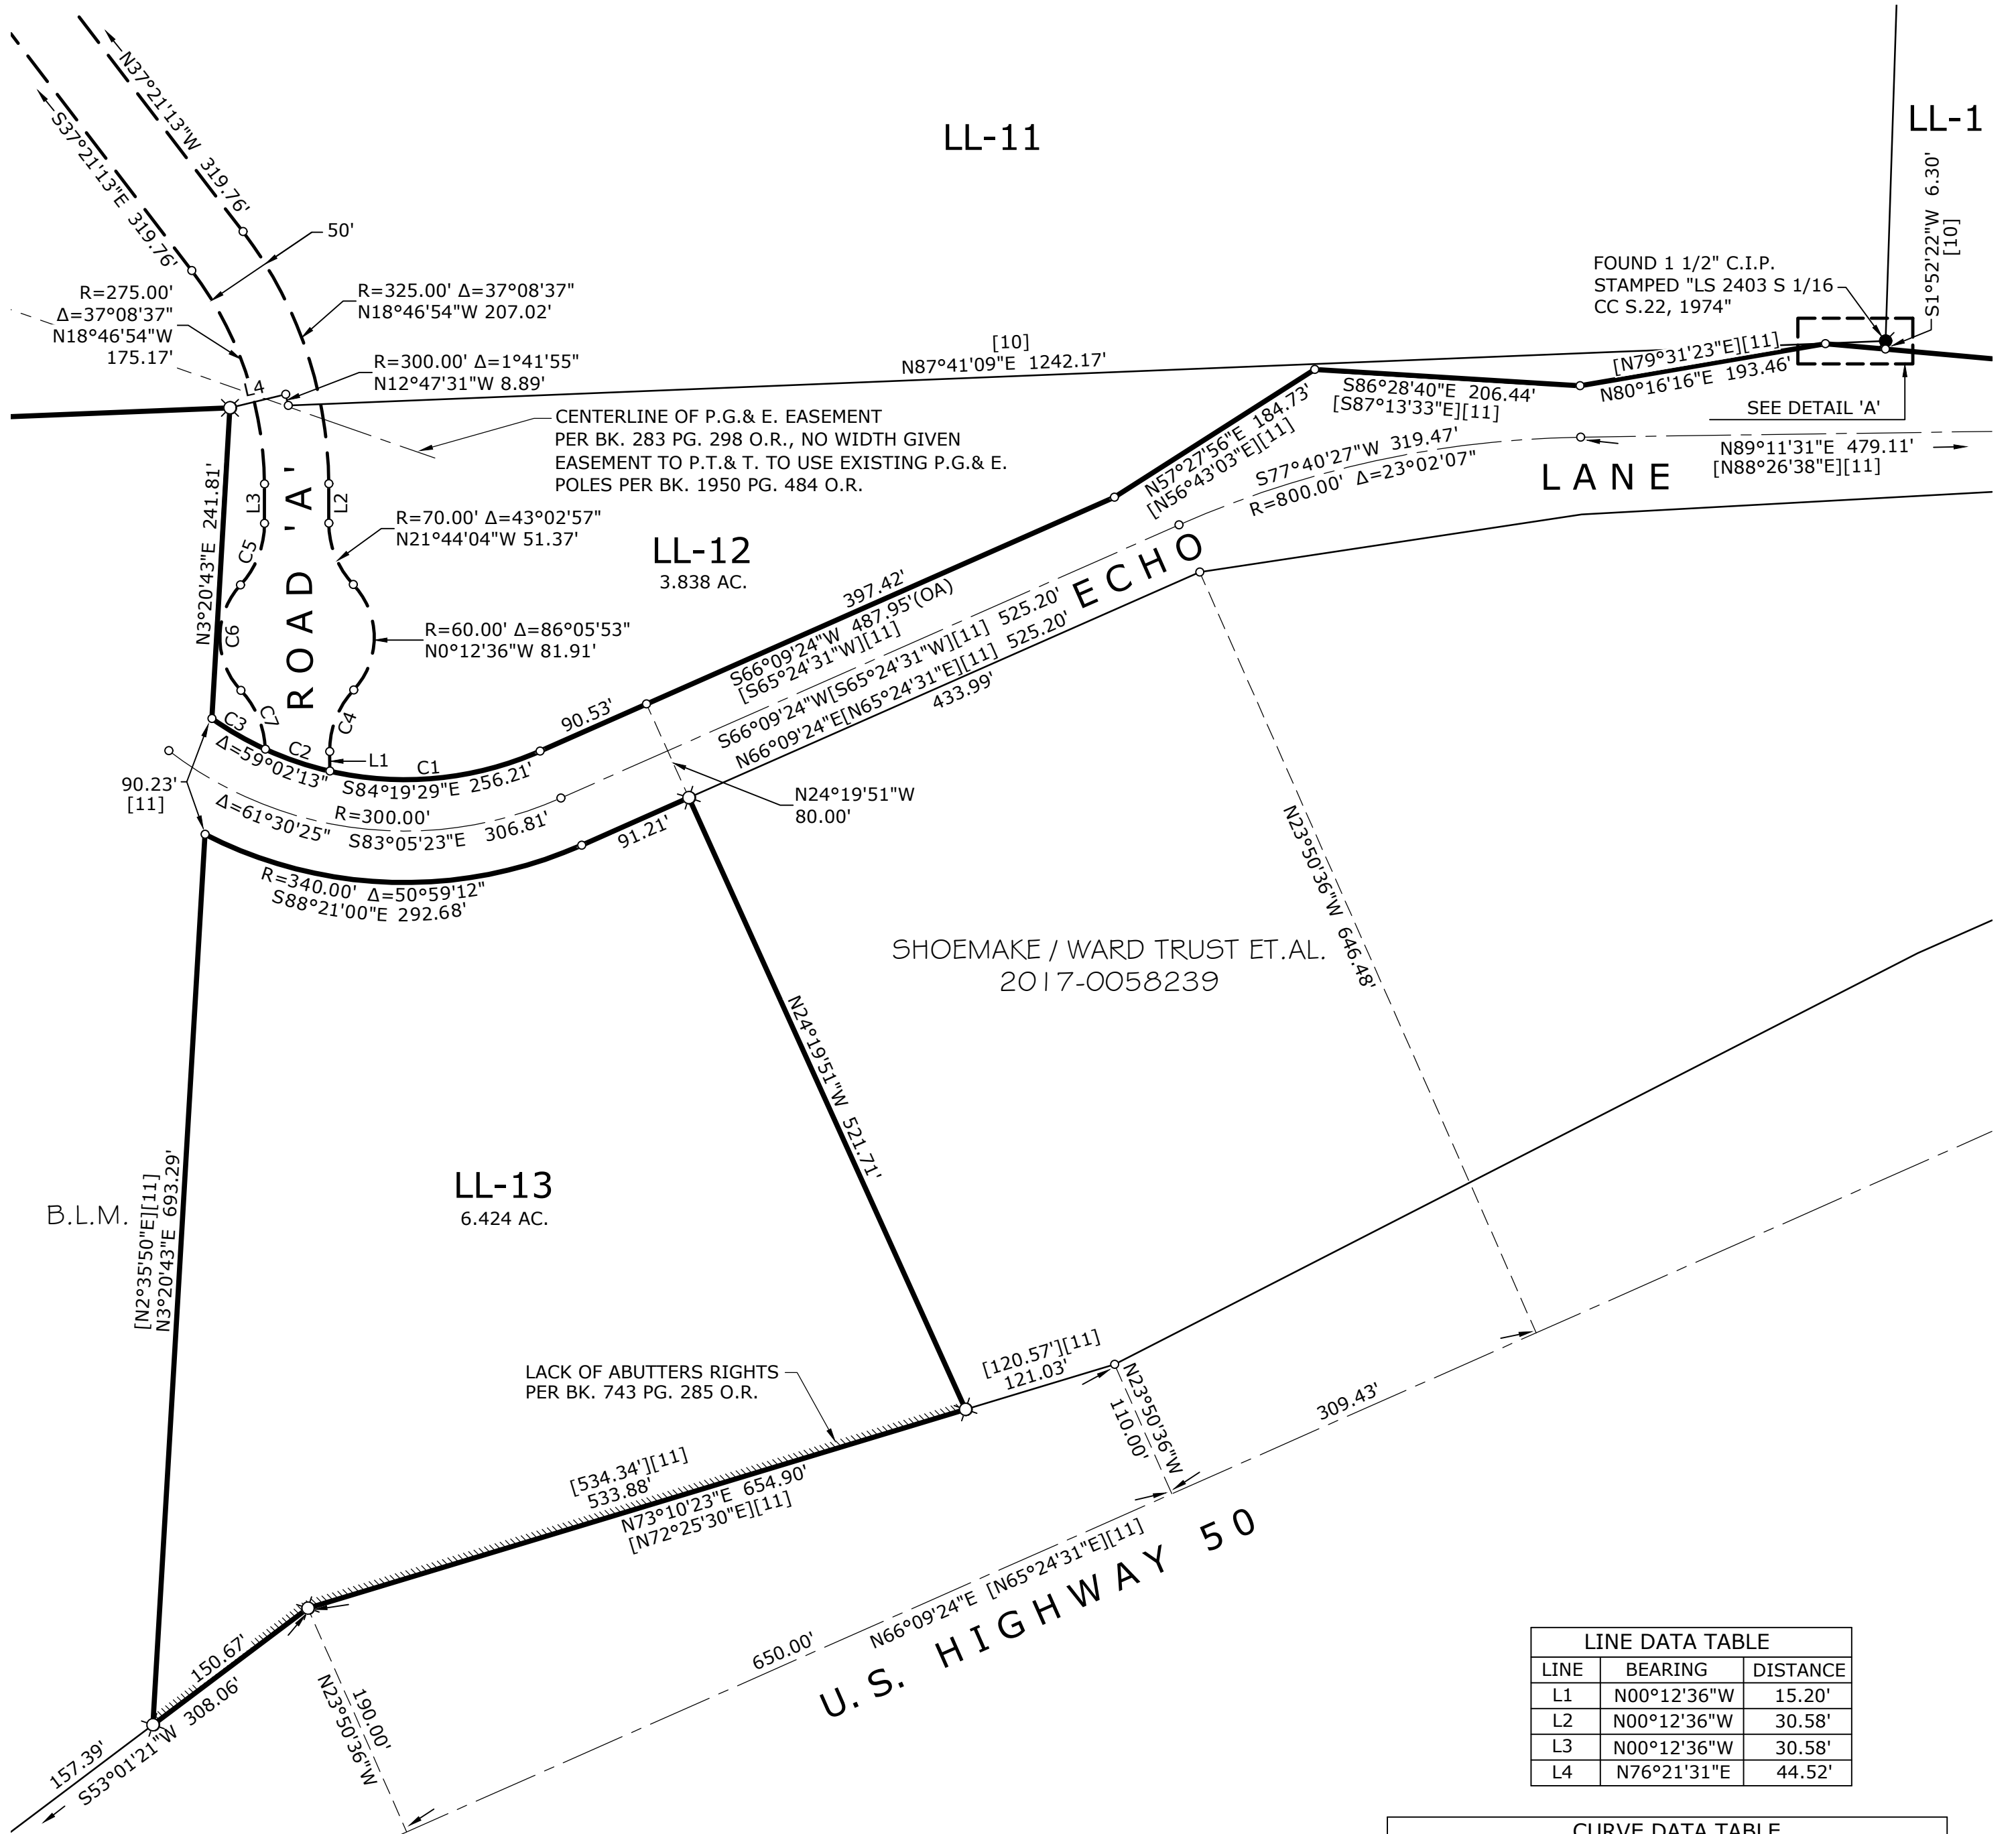 LL-11
LL-1
N37°21'13"W 319.76'
S37°21'13"E 319.76'
50'
R=275.00'
Δ=37°08'37"
N18°46'54"W
175.17'
R=325.00' Δ=37°08'37"
N18°46'54"W 207.02'
R=300.00' Δ=1°41'55"
N12°47'31"W 8.89'
L4
[10]
N87°41'09"E 1242.17'
FOUND 1 1/2" C.I.P.
STAMPED "LS 2403 S 1/16
CC S.22, 1974"
S1°52'22"W 6.30'
[10]
[N79°31'23"E][11]
N80°16'16"E 193.46'
S86°28'40"E 206.44'
[S87°13'33"E][11]
SEE DETAIL 'A'
CENTERLINE OF P.G.& E. EASEMENT
PER BK. 283 PG. 298 O.R., NO WIDTH GIVEN
EASEMENT TO P.T.& T. TO USE EXISTING P.G.& E.
POLES PER BK. 1950 PG. 484 O.R.
N57°27'56"E 184.73'
[N56°43'03"E][11]
S77°40'27"W 319.47'
R=800.00' Δ=23°02'07"
N89°11'31"E 479.11'
[N88°26'38"E][11]
ECHO
LANE
N3°20'43"E 241.81'
L3
L2
ROAD 'A'
R=70.00' Δ=43°02'57"
N21°44'04"W 51.37'
C5
C6
C7
C4
R=60.00' Δ=86°05'53"
N0°12'36"W 81.91'
LL-12
3.838 AC.
397.42'
S66°09'24"W 487.95'(OA)
[S65°24'31"W][11]
S66°09'24"W[S65°24'31"W][11] 525.20'
N66°09'24"E[N65°24'31"E][11] 525.20'
433.99'
90.53'
C3
C2
C1
L1
Δ=59°02'13"
S84°19'29"E 256.21'
R=300.00'
Δ=61°30'25" S83°05'23"E 306.81'
90.23'
[11]
N24°19'51"W
80.00'
91.21'
R=340.00' Δ=50°59'12"
S88°21'00"E 292.68'
SHOEMAKE / WARD TRUST ET.AL.
2017-0058239
N23°50'36"W 646.48'
N24°19'51"W 521.71'
B.L.M.
[N2°35'50"E][11]
N3°20'43"E 693.29'
LL-13
6.424 AC.
LACK OF ABUTTERS RIGHTS
PER BK. 743 PG. 285 O.R.
[120.57'][11]
121.03'
N23°50'36"W
110.00'
309.43'
[534.34'][11]
533.88'
N73°10'23"E 654.90'
[N72°25'30"E][11]
N66°09'24"E [N65°24'31"E][11]
650.00'
U.S. HIGHWAY 50
150.67'
S53°01'21"W 308.06'
157.39'
190.00'
N23°50'36"W
LINE DATA TABLE
LINE BEARING DISTANCE
L1 N00°12'36"W 15.20'
L2 N00°12'36"W 30.58'
L3 N00°12'36"W 30.58'
L4 N76°21'31"E 44.52'
CURVE DATA TABLE